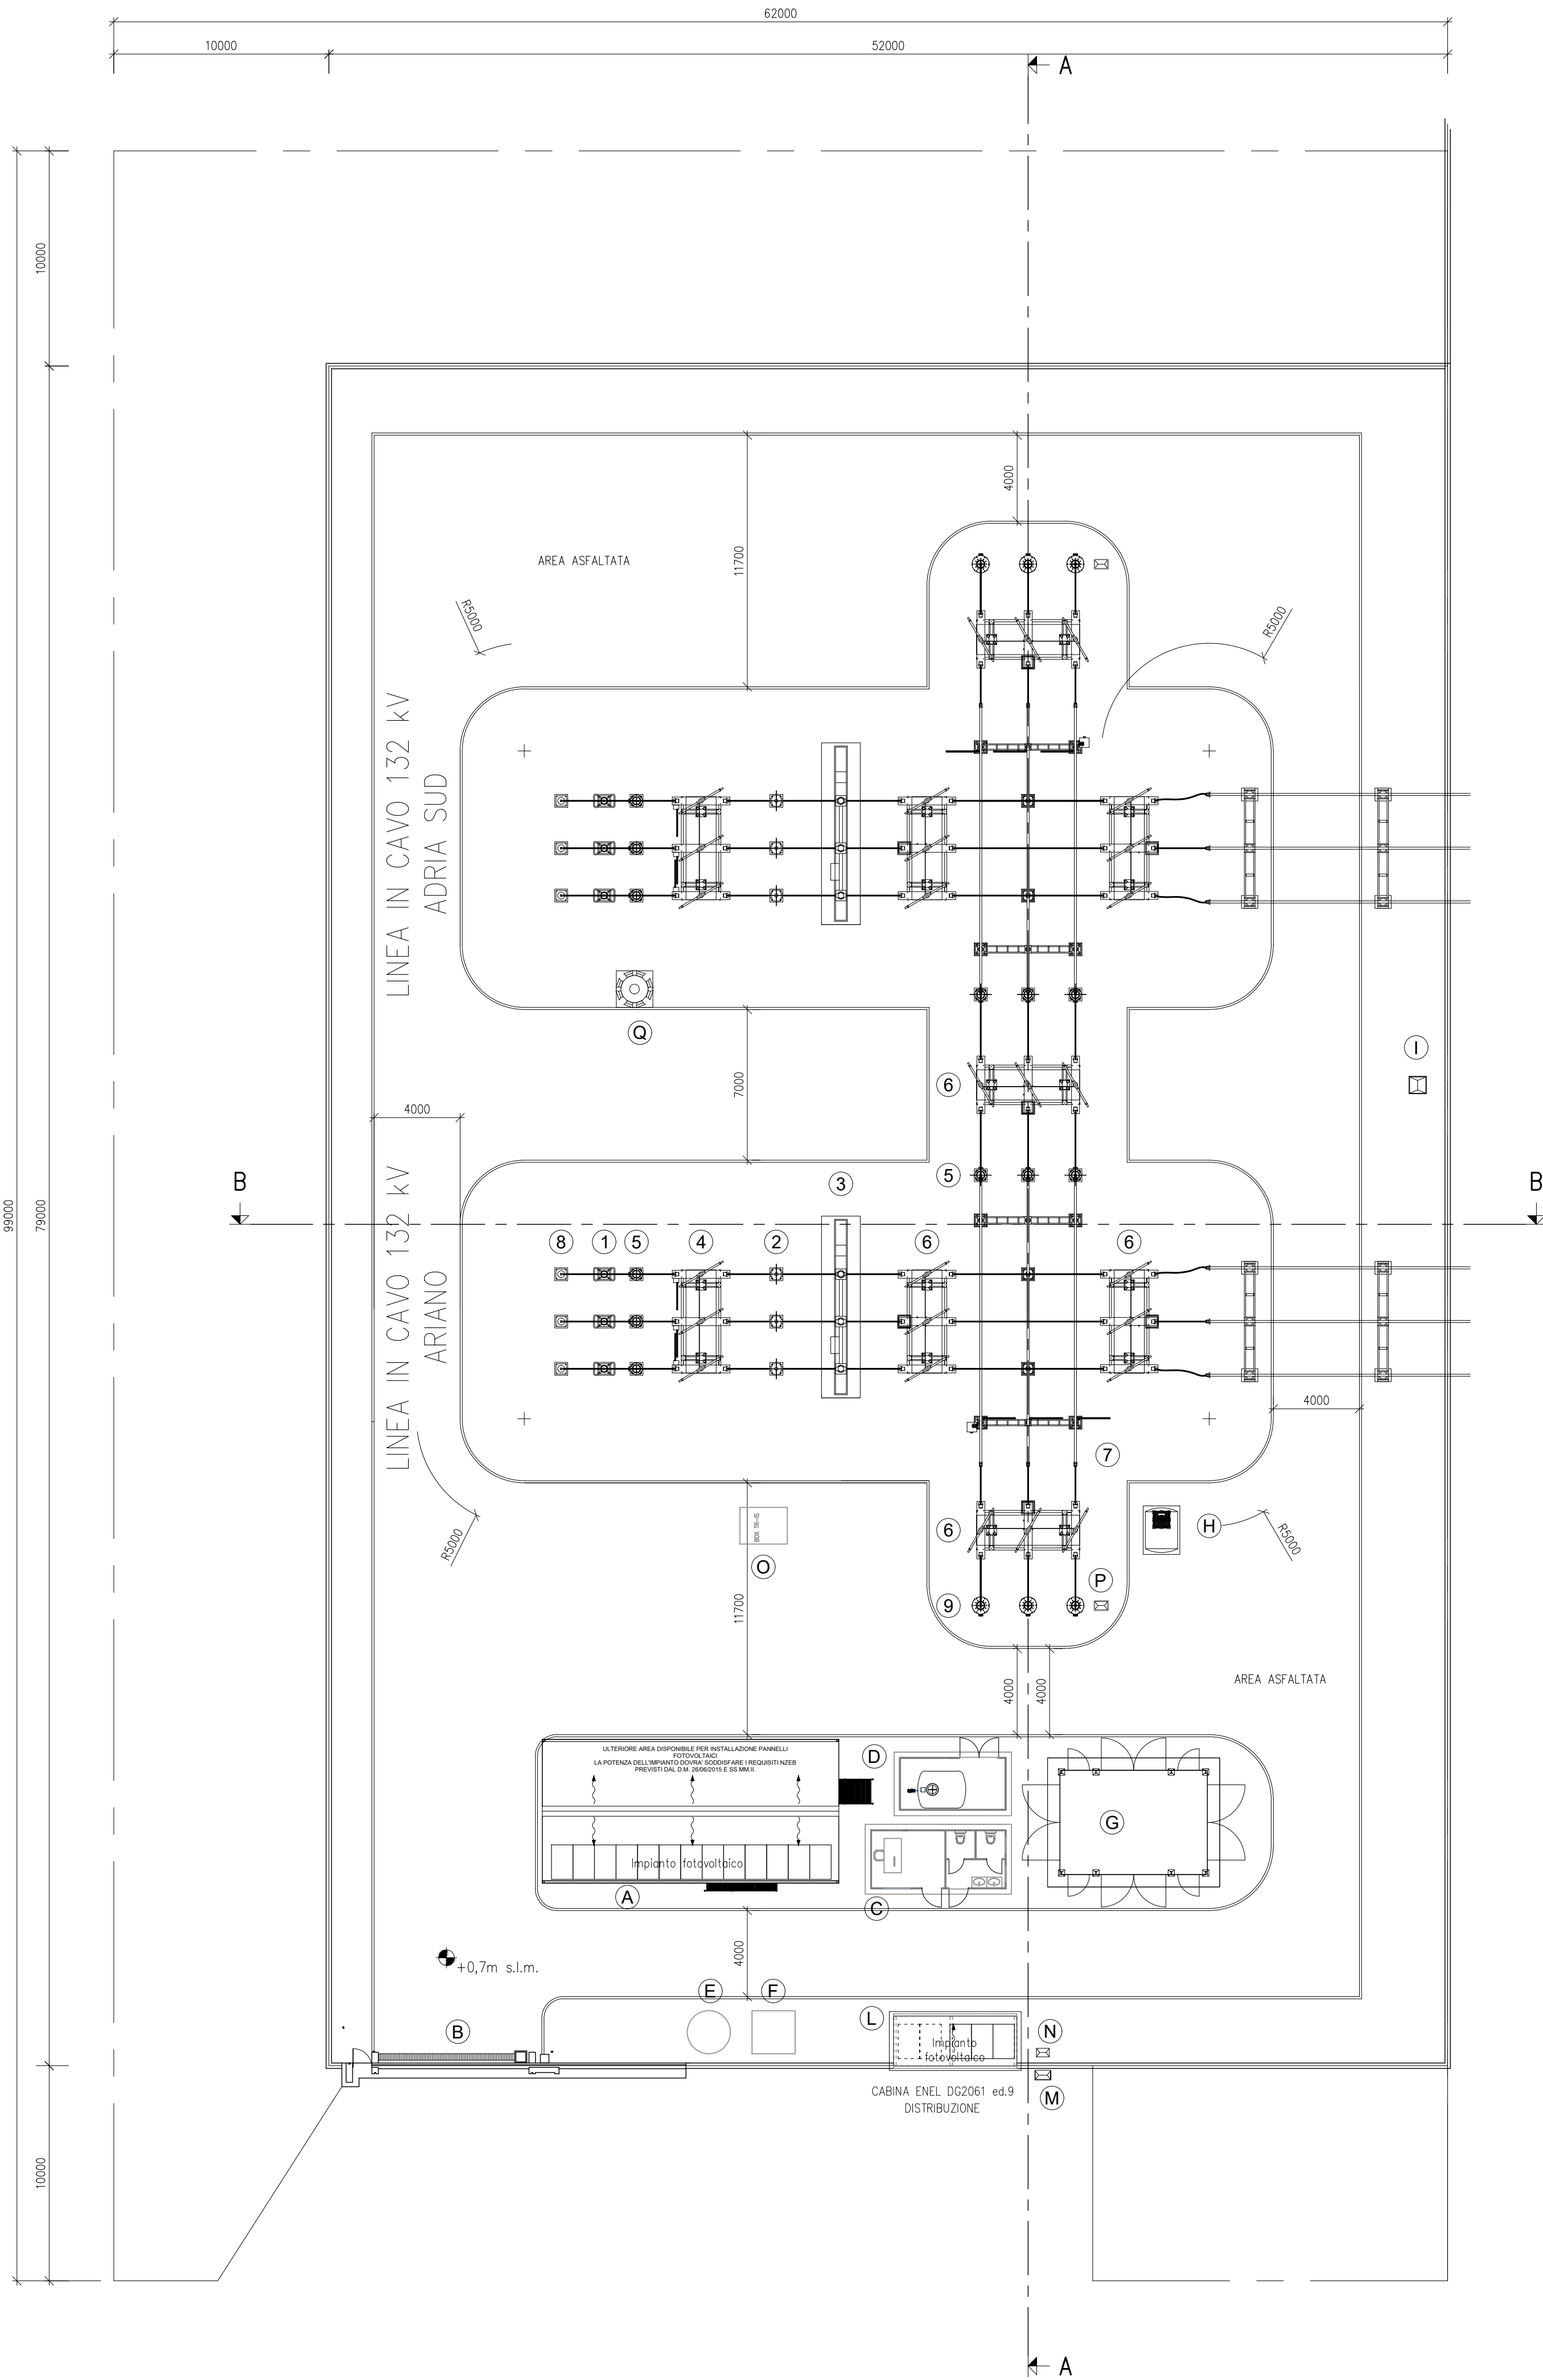 62000
10000
52000
A
10000
4000
AREA ASFALTATA
11700
R5000
R5000
LINEA IN CAVO 132 kV
ADRIA SUD
Q
I
7000
6
4000
99000
79000
B
B
5
3
LINEA IN CAVO 132 kV
ARIANO
8
1
5
4
2
6
6
4000
7
R5000
BOX TR-IS
O
6
H
R5000
P
9
11700
4000
4000
AREA ASFALTATA
ULTERIORE AREA DISPONIBILE PER INSTALLAZIONE PANNELLI
FOTOVOLTAICI
LA POTENZA DELL'IMPIANTO DOVRA' SODDISFARE I REQUISITI NZEB
PREVISTI DAL D.M. 26/06/2015 E SS.MM.II.
D
G
Impianto fotovoltaico
A
C
4000
+0,7m s.l.m.
E
F
L
B
Impianto
fotovoltaico
N
M
CABINA ENEL DG2061 ed.9
DISTRIBUZIONE
10000
A